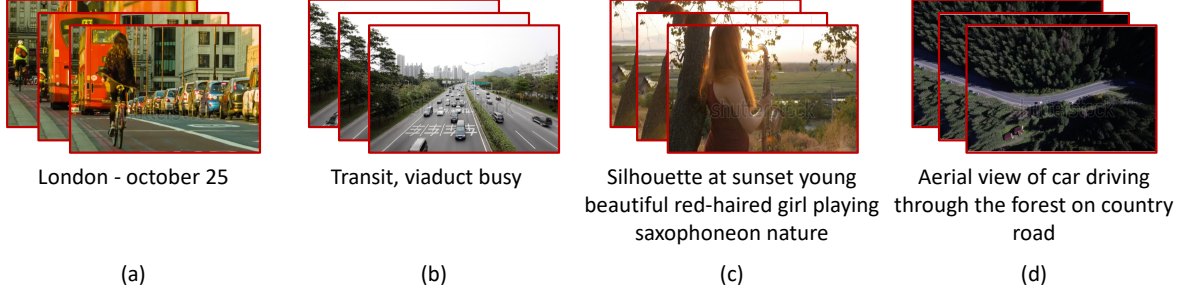 London - october 25
Transit, viaduct busy
Silhouette at sunset young
beautiful red-haired girl playing
saxophoneon nature
Aerial view of car driving
through the forest on country
road
(a)
(b)
(c)
(d)